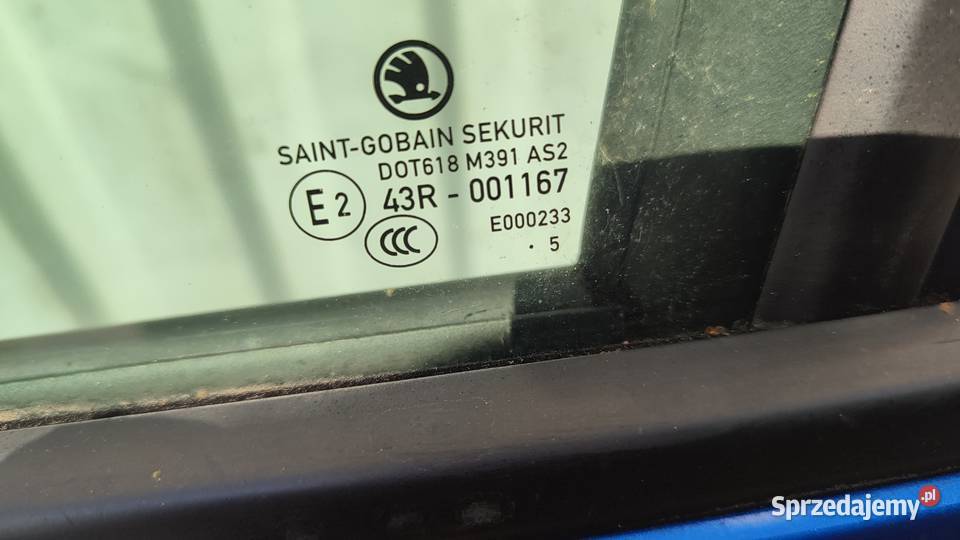 SAINT-GOBAIN SEKURIT
DOT618 M391 AS2
E2 43R - 001167
CCC E000233
· 5
Sprzedajemy.pl